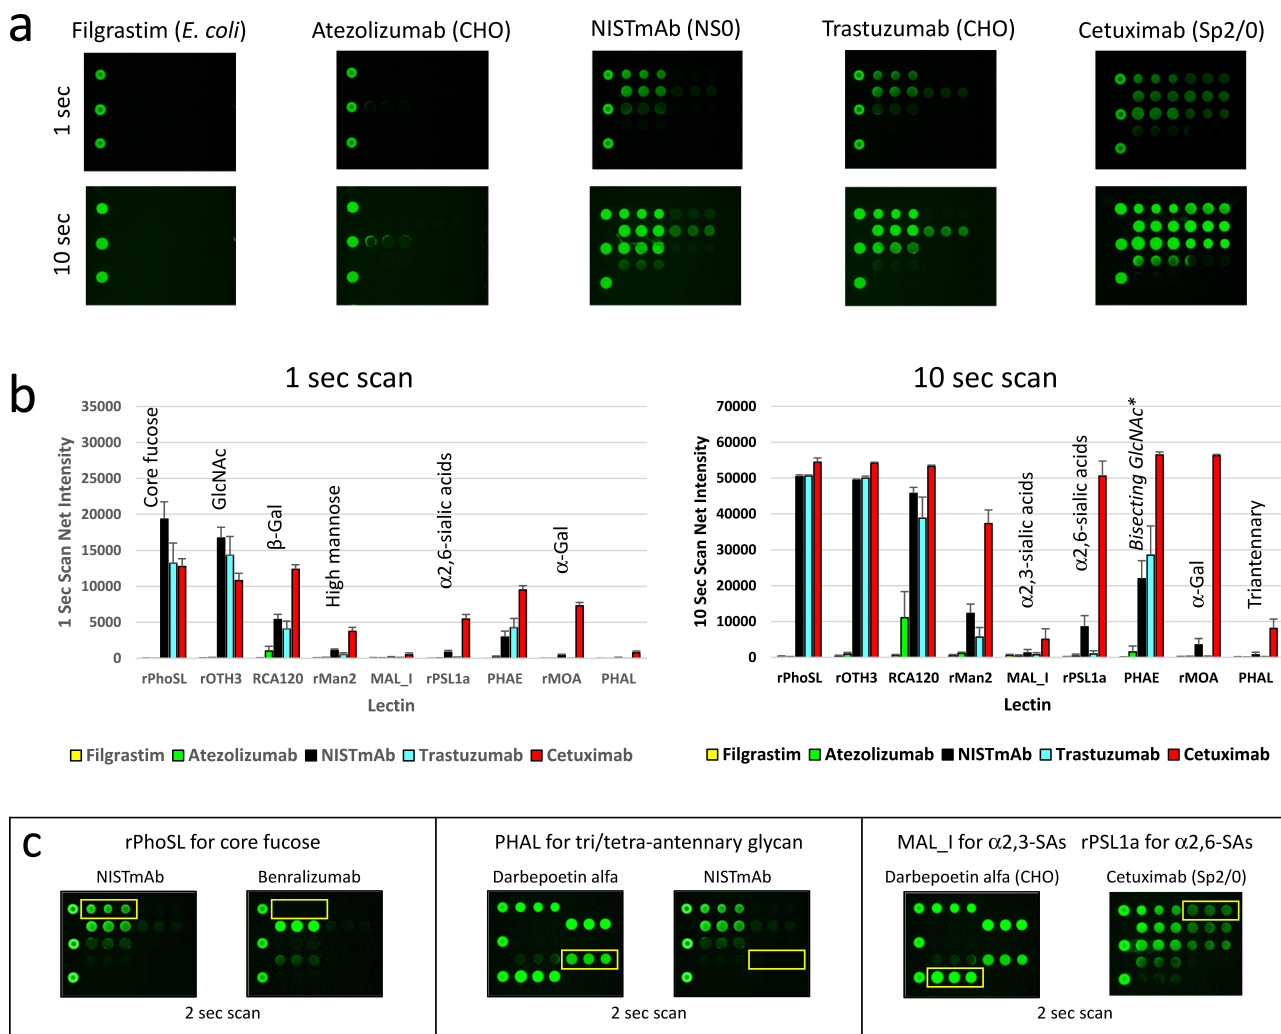 a
Filgrastim (E. coli)
Atezolizumab (CHO)
NISTmAb (NS0)
Trastuzumab (CHO)
Cetuximab (Sp2/0)
1 sec
10 sec
b
1 sec scan
1 Sec Scan Net Intensity
35000
30000
25000
20000
15000
10000
5000
0
Core fucose
GlcNAc
β-Gal
High mannose
α2,6-sialic acids
α-Gal
rPhoSL rOTH3 RCA120 rMan2 MAL_I rPSL1a PHAE rMOA PHAL
Lectin
Filgrastim Atezolizumab NISTmAb Trastuzumab Cetuximab
10 sec scan
10 Sec Scan Net Intensity
70000
60000
50000
40000
30000
20000
10000
0
α2,3-sialic acids
α2,6-sialic acids
Bisecting GlcNAc*
α-Gal
Triantennary
rPhoSL rOTH3 RCA120 rMan2 MAL_I rPSL1a PHAE rMOA PHAL
Lectin
Filgrastim Atezolizumab NISTmAb Trastuzumab Cetuximab
c
rPhoSL for core fucose
NISTmAb
Benralizumab
2 sec scan
PHAL for tri/tetra-antennary glycan
Darbepoetin alfa
NISTmAb
2 sec scan
MAL_I for α2,3-SAs rPSL1a for α2,6-SAs
Darbepoetin alfa (CHO)
Cetuximab (Sp2/0)
2 sec scan